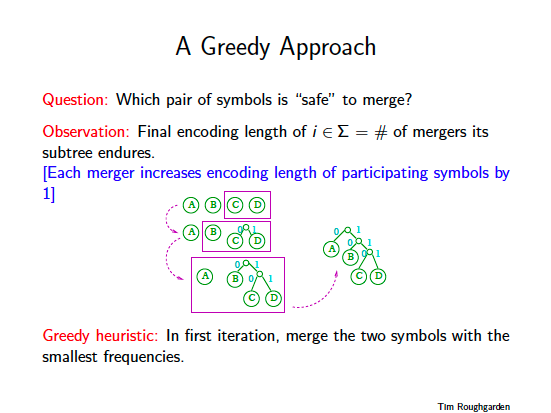 A Greedy Approach
Question: Which pair of symbols is “safe” to merge?
Observation: Final encoding length of i ∈ Σ = # of mergers its
subtree endures.
[Each merger increases encoding length of participating symbols by
1]
A B C D
A B 0 1 C D
A 0 1 B 0 1 C D
0 1 A 0 1 B 0 1 C D
Greedy heuristic: In first iteration, merge the two symbols with the
smallest frequencies.
Tim Roughgarden